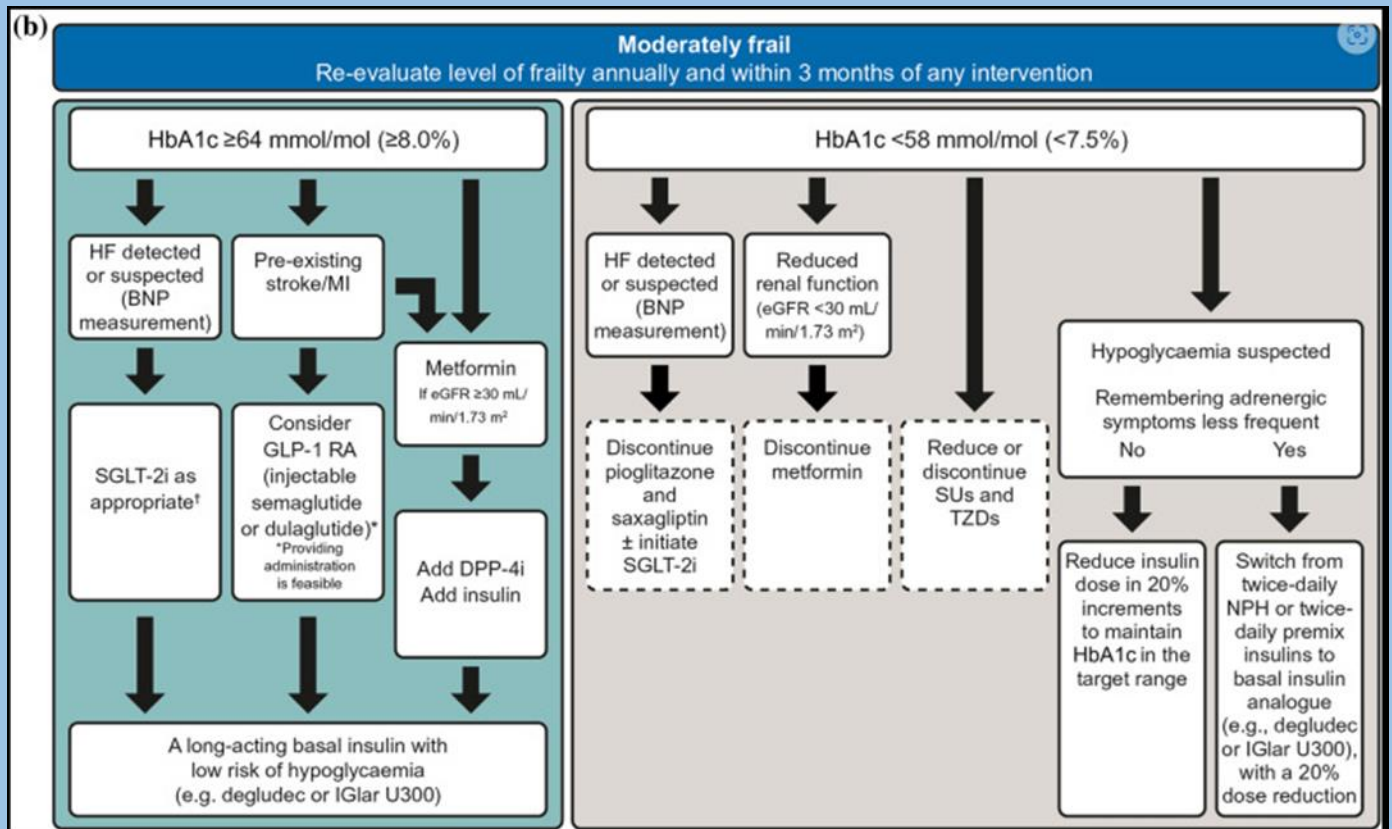 (b)
Moderately frail
Re-evaluate level of frailty annually and within 3 months of any intervention
HbA1c ≥64 mmol/mol (≥8.0%)
HF detected
or suspected
(BNP
measurement)
SGLT-2i as
appropriate†
Pre-existing
stroke/MI
Consider
GLP-1 RA
(injectable
semaglutide
or dulaglutide)*
*Providing
administration
is feasible
Metformin
If eGFR ≥30 mL/
min/1.73 m²
Add DPP-4i
Add insulin
A long-acting basal insulin with
low risk of hypoglycaemia
(e.g. degludec or IGlar U300)
HbA1c <58 mmol/mol (<7.5%)
HF detected
or suspected
(BNP
measurement)
Discontinue
pioglitazone
and
saxagliptin
± initiate
SGLT-2i
Reduced
renal function
(eGFR <30 mL/
min/1.73 m²)
Discontinue
metformin
Reduce or
discontinue
SUs and
TZDs
Hypoglycaemia suspected
Remembering adrenergic
symptoms less frequent
No Yes
Reduce insulin
dose in 20%
increments
to maintain
HbA1c in the
target range
Switch from
twice-daily
NPH or twice-
daily premix
insulins to
basal insulin
analogue
(e.g., degludec
or IGlar U300),
with a 20%
dose reduction